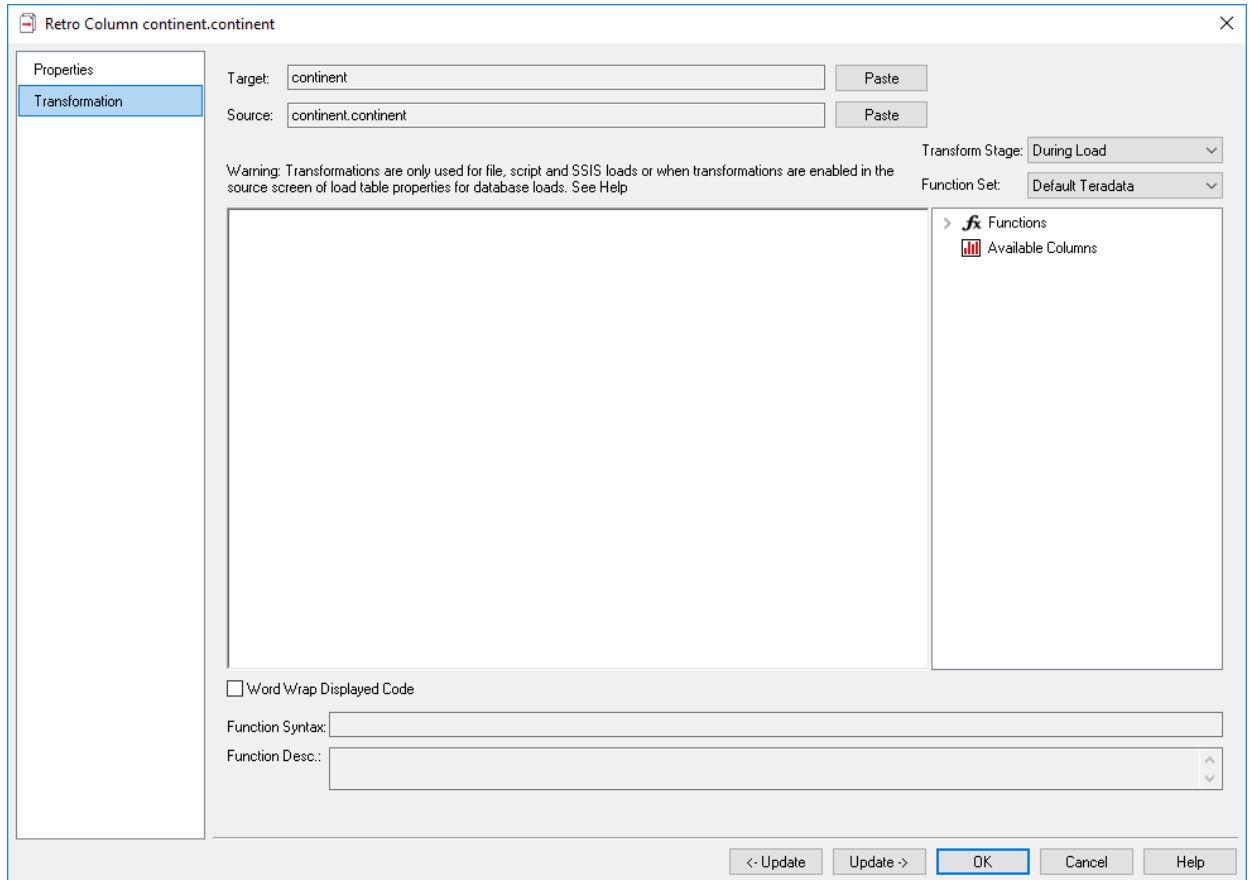 Retro Column continent.continent
Properties
Transformation
Target: continent Paste
Source: continent.continent Paste
Transform Stage: During Load
Warning: Transformations are only used for file, script and SSIS loads or when transformations are enabled in the
source screen of load table properties for database loads. See Help
Function Set: Default Teradata
fx Functions
Available Columns
Word Wrap Displayed Code
Function Syntax:
Function Desc.:
<- Update Update -> OK Cancel Help